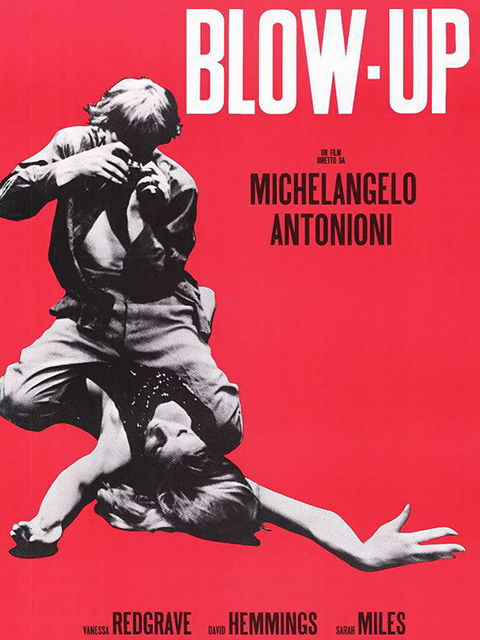 BLOW-UP
UN FILM
DIRETTO DA
MICHELANGELO
ANTONIONI
VANESSA REDGRAVE DAVID HEMMINGS SARAH MILES